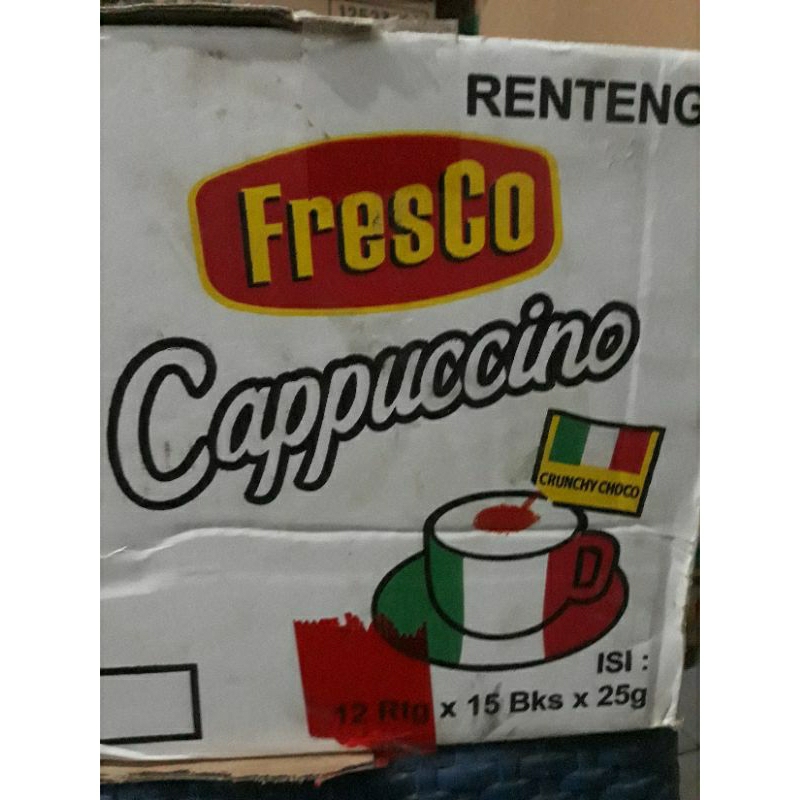 RENTENG
FresCo
Cappuccino
CRUNCHY CHOCO
ISI :
12 Rtg x 15 Bks x 25g